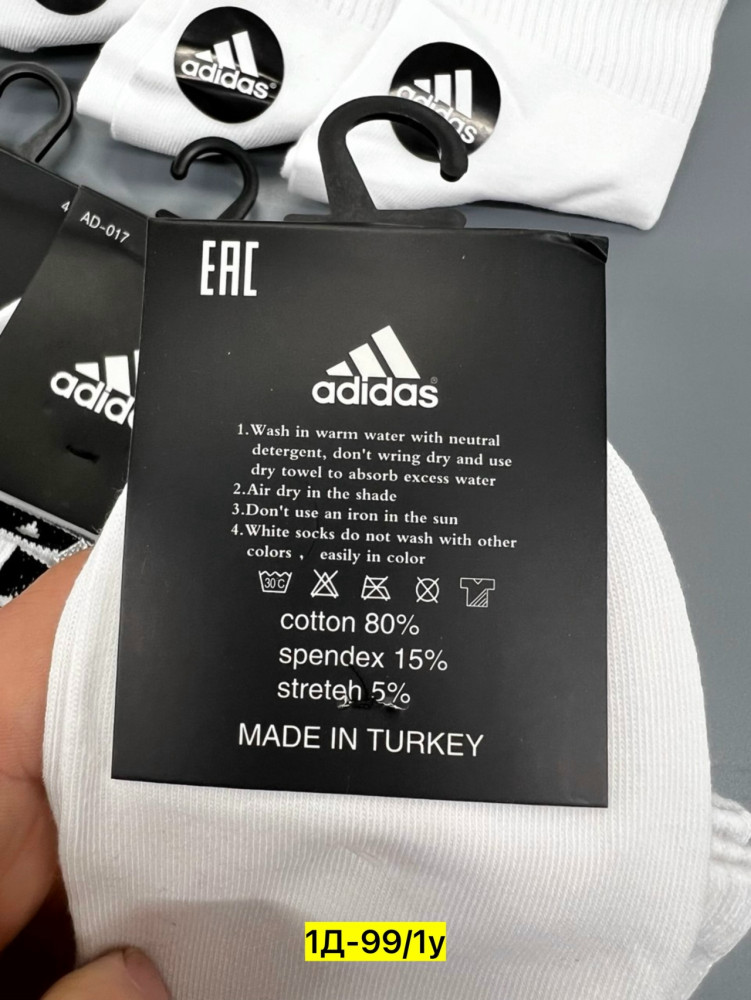 adidas
adidas
4
AD-017
adid
EAC
adidas®
1.Wash in warm water with neutral
detergent, don't wring dry and use
dry towel to absorb excess water
2.Air dry in the shade
3.Don't use an iron in the sun
4.White socks do not wash with other
colors , easily in color
30°C
cotton 80%
spendex 15%
streteh 5%
MADE IN TURKEY
1Д-99/1у